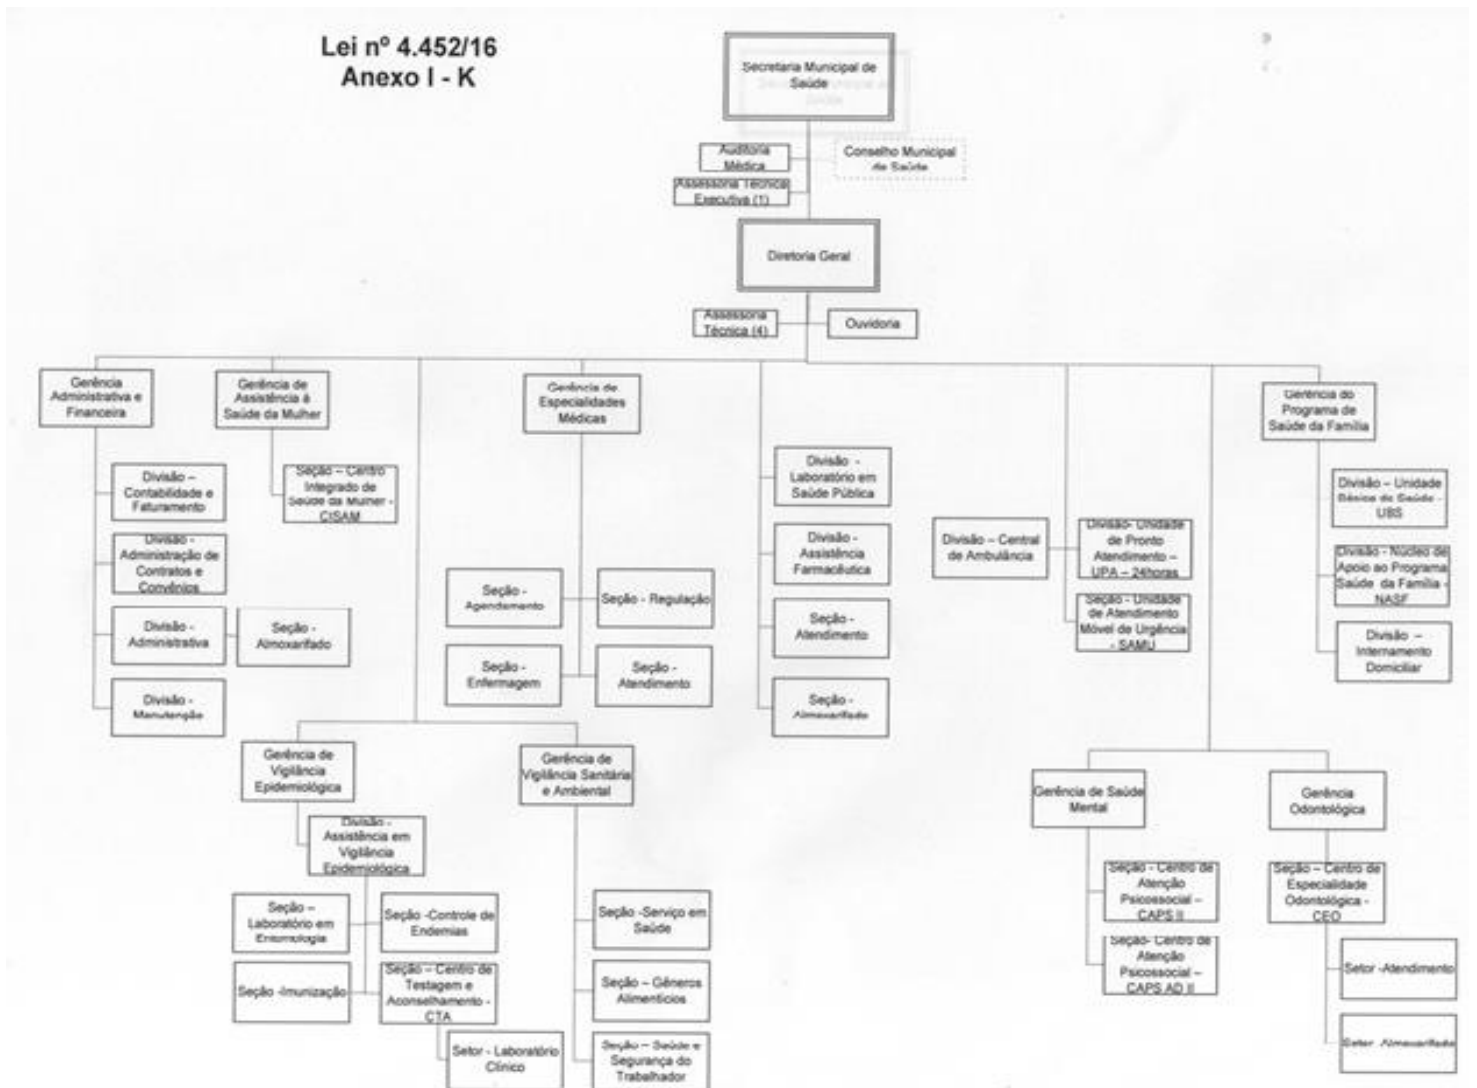 Lei nº 4.452/16
Anexo I - K
Secretaria Municipal de
Saúde
Auditoria
Médica
Conselho Municipal
de Saúde
Assessoria Técnica
Executiva (1)
Diretoria Geral
Assessoria
Técnica (4)
Ouvidoria
Gerência
Administrativa e
Financeira
Gerência de
Assistência à
Saúde da Mulher
Gerência de
Especialidades
Médicas
Gerência do
Programa de
Saúde da Família
Divisão –
Contabilidade e
Faturamento
Divisão -
Administração de
Contratos e
Convênios
Divisão -
Administrativa
Seção -
Almoxarifado
Divisão -
Manutenção
Seção – Centro
Integrado de
Saúde da Mulher -
CISAM
Seção -
Agendamento
Seção - Regulação
Seção -
Enfermagem
Seção -
Atendimento
Divisão -
Laboratório em
Saúde Pública
Divisão -
Assistência
Farmacêutica
Seção -
Atendimento
Seção -
Almoxarifado
Divisão – Central
de Ambulância
Divisão- Unidade
de Pronto
Atendimento –
UPA – 24horas
Seção - Unidade
de Atendimento
Móvel de Urgência
- SAMU
Divisão – Unidade
Básica de Saúde -
UBS
Divisão - Núcleo de
Apoio ao Programa
Saúde da Família -
NASF
Divisão –
Internamento
Domiciliar
Gerência de
Vigilância
Epidemiológica
Gerência de
Vigilância Sanitária
e Ambiental
Divisão -
Assistência em
Vigilância
Epidemiológica
Seção –
Laboratório em
Entomologia
Seção -Controle de
Endemias
Seção -Imunização
Seção – Centro de
Testagem e
Aconselhamento -
CTA
Setor - Laboratório
Clínico
Seção -Serviço em
Saúde
Seção – Gêneros
Alimentícios
Seção – Saúde e
Segurança do
Trabalhador
Gerência de Saúde
Mental
Gerência
Odontológica
Seção - Centro de
Atenção
Psicossocial –
CAPS II
Seção- Centro de
Atenção
Psicossocial –
CAPS AD II
Seção – Centro de
Especialidade
Odontológica -
CEO
Setor -Atendimento
Setor -Almoxarifado